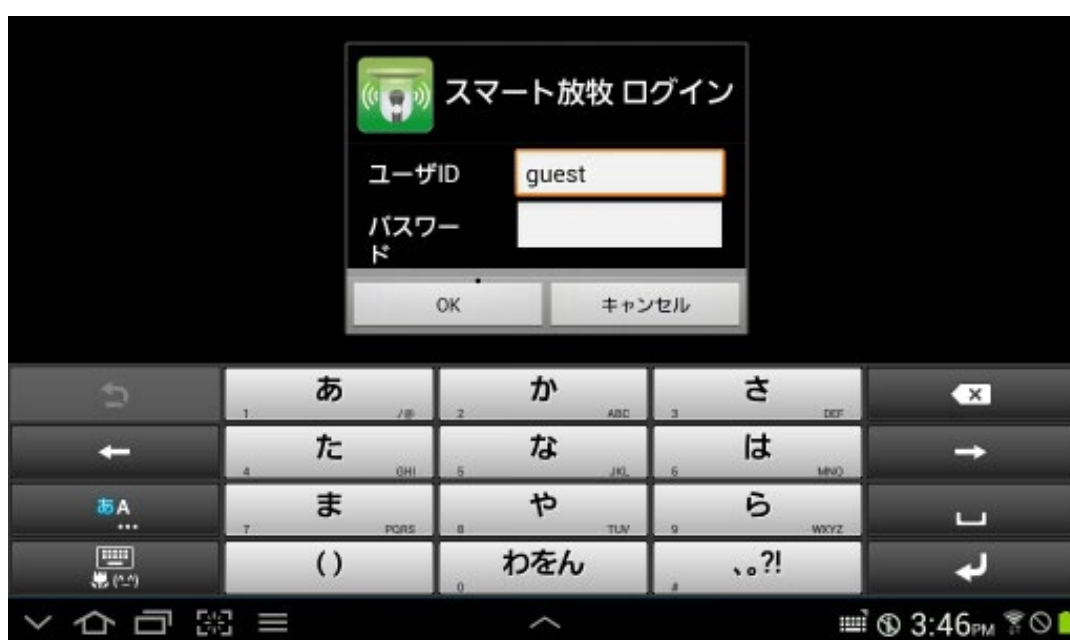 スマート放牧 ログイン
ユーザID
guest
パスワー
ド
OK
キャンセル
あ
1
/@
か
2
ABC
さ
3
DEF
た
4
GHI
な
5
JKL
は
6
MNO
あA
...
ま
7
PQRS
や
8
TUV
ら
9
WXYZ
(^_^)
( )
わをん
0
、。?!
#
3:46PM